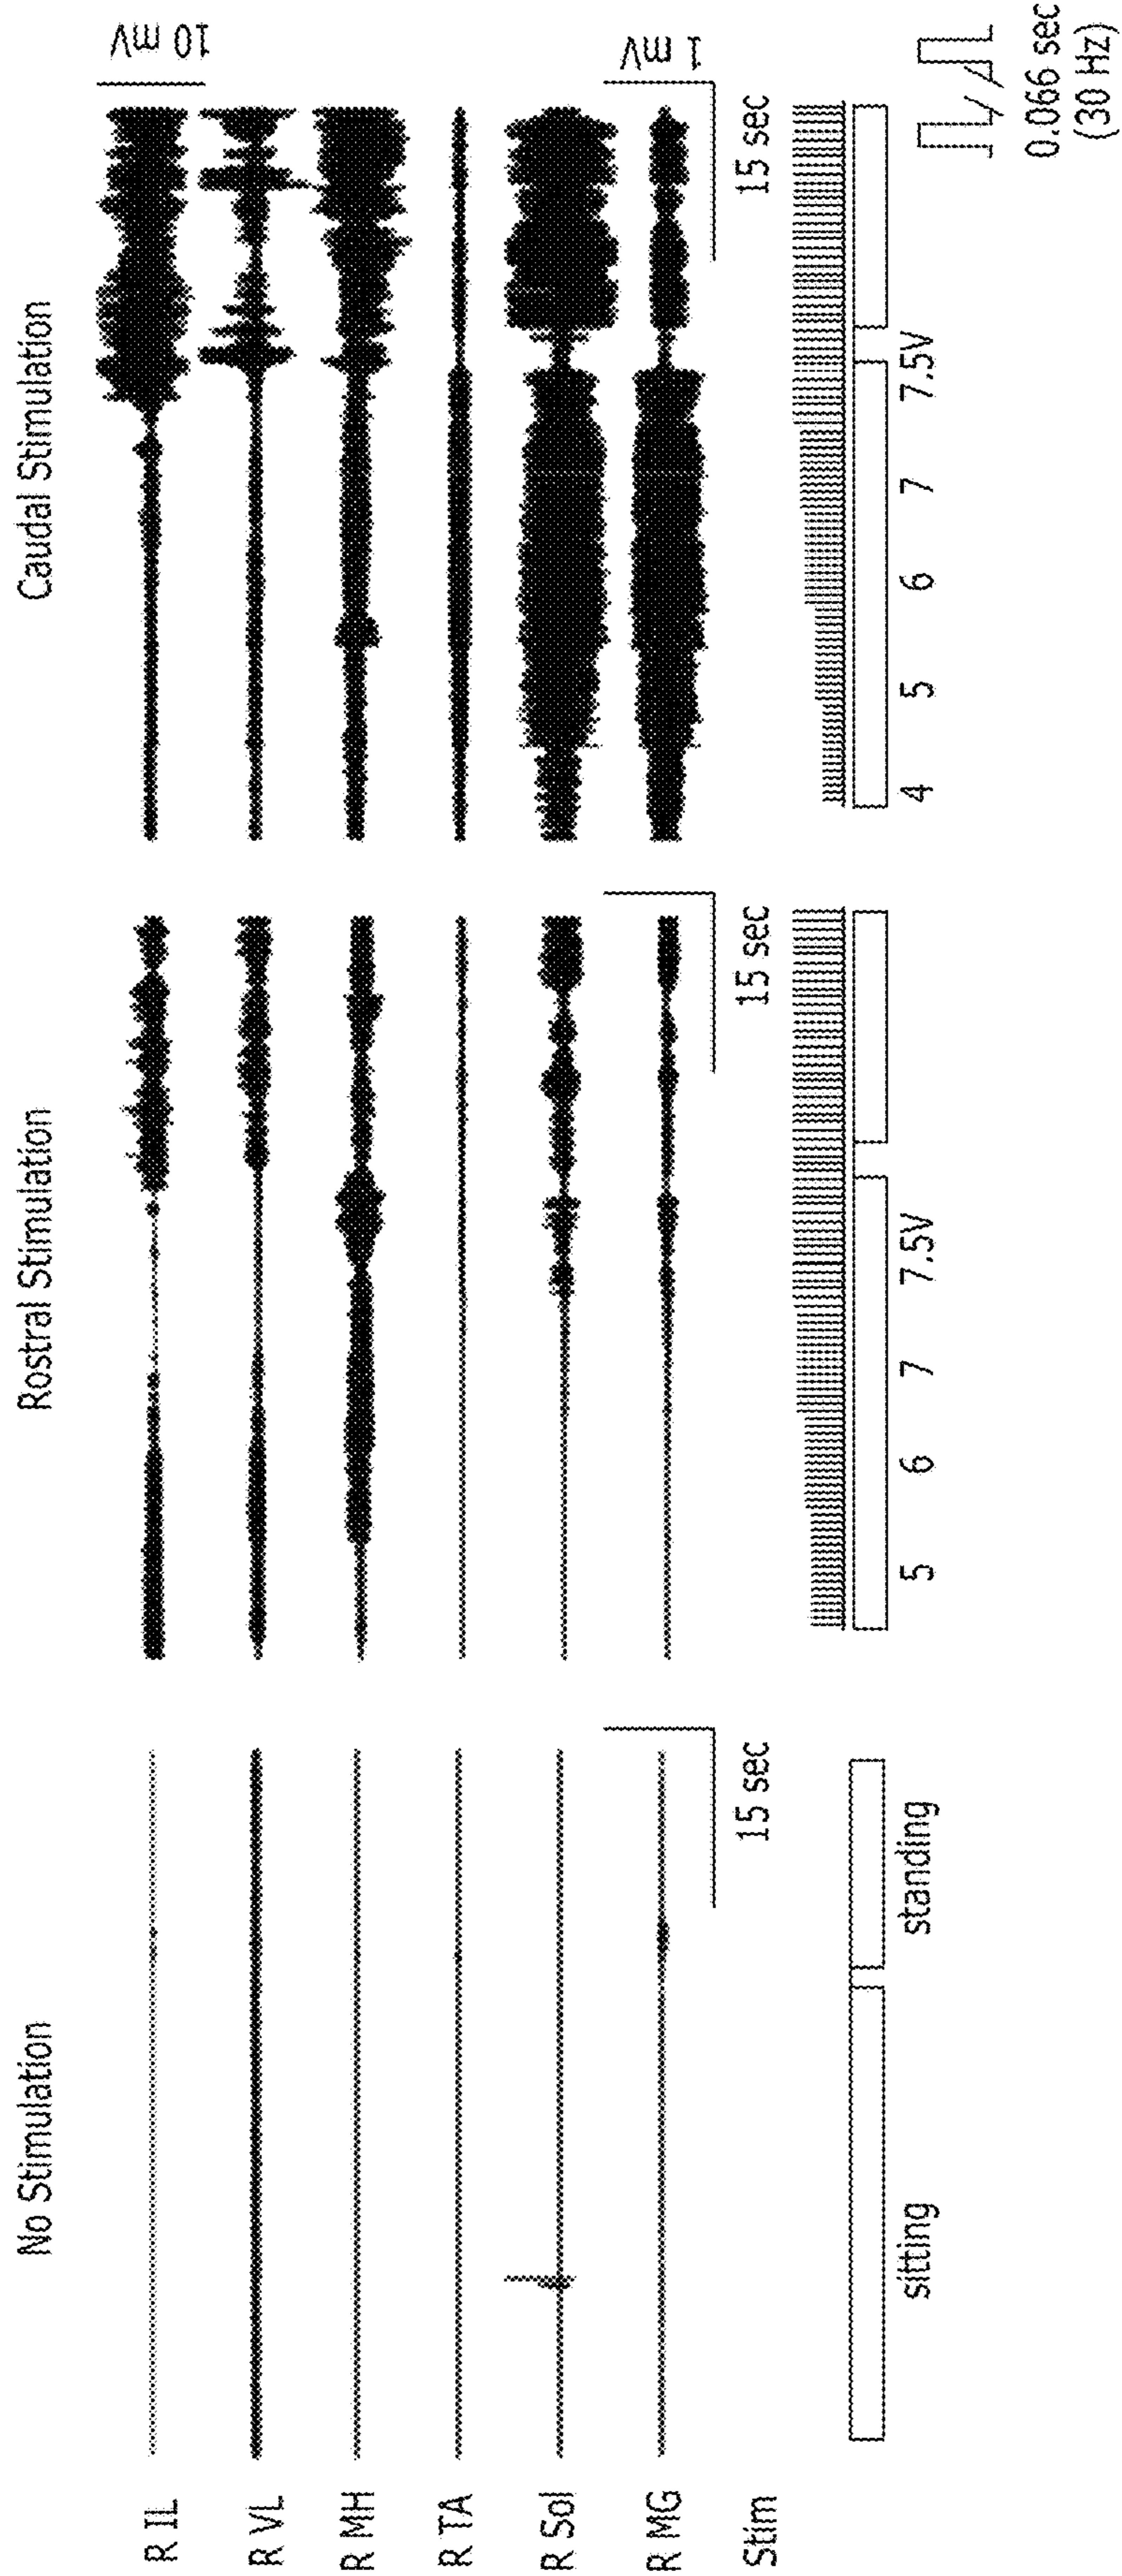 No Stimulation
Rostral Stimulation
Caudal Stimulation
R IL
10 mV
R VL
R MH
R TA
R Sol
R MG
1 mV
15 sec
15 sec
15 sec
Stim
sitting
standing
5
6
7
7.5V
4
5
6
7
7.5V
0.066 sec
(30 Hz)